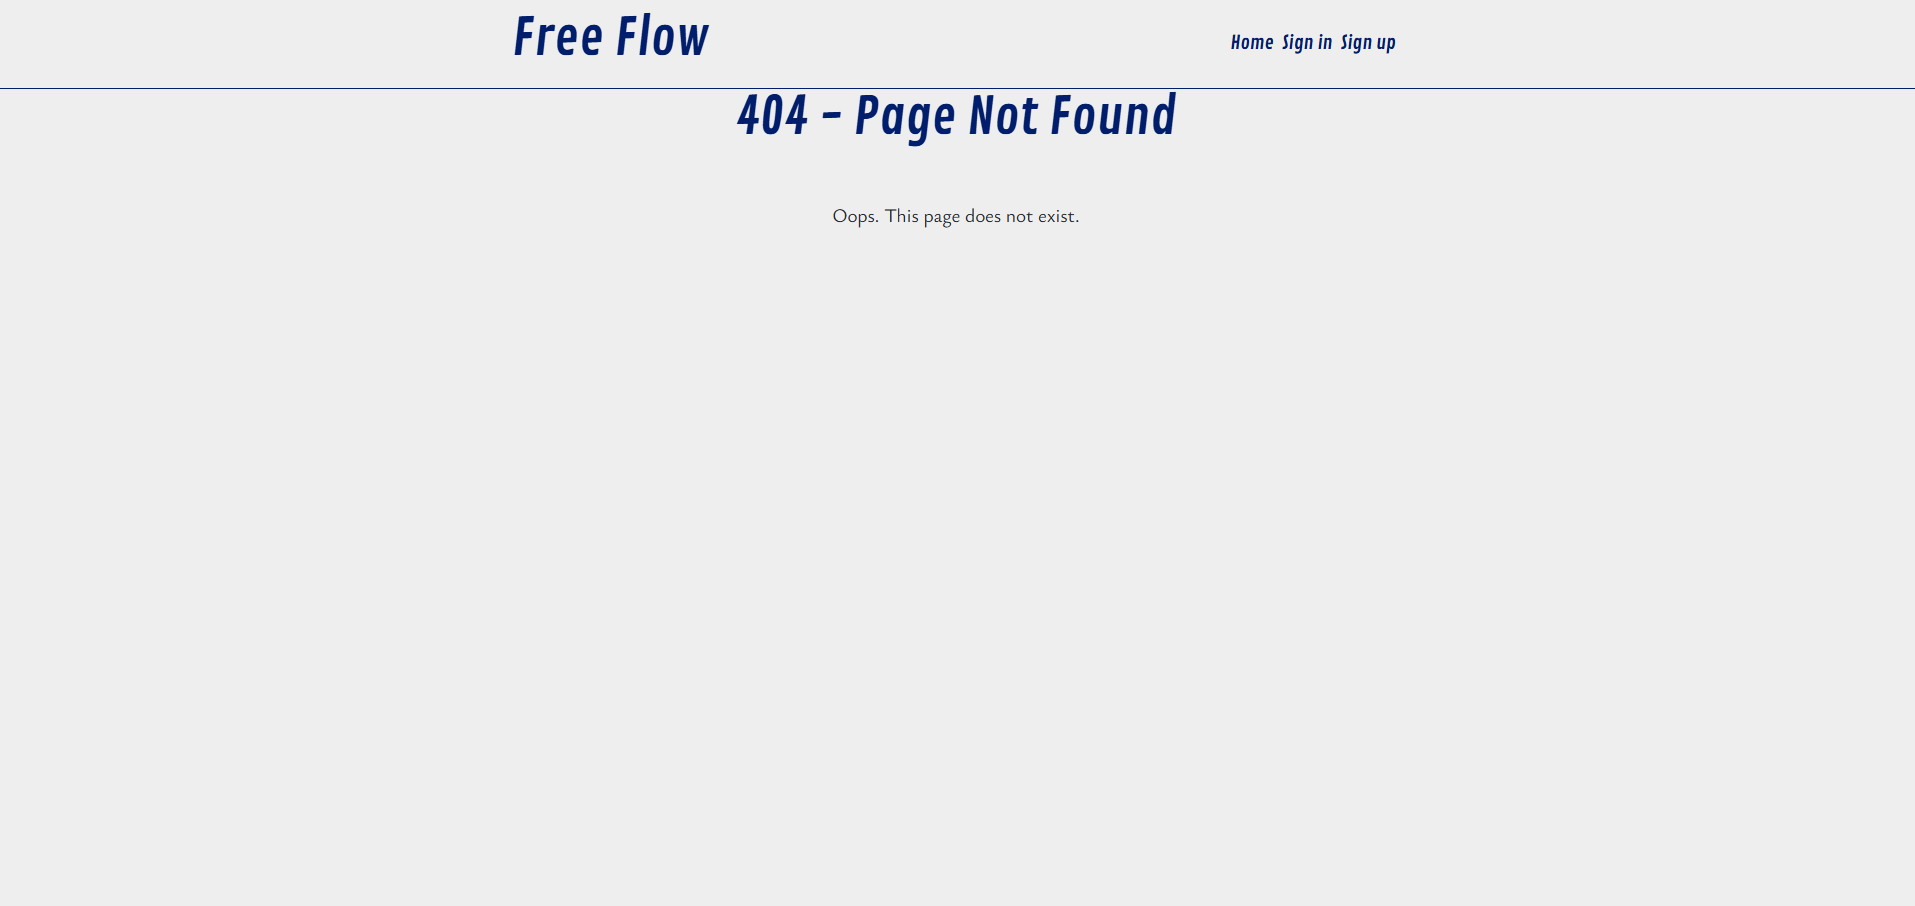 Free Flow
Home Sign in Sign up
404 - Page Not Found
Oops. This page does not exist.